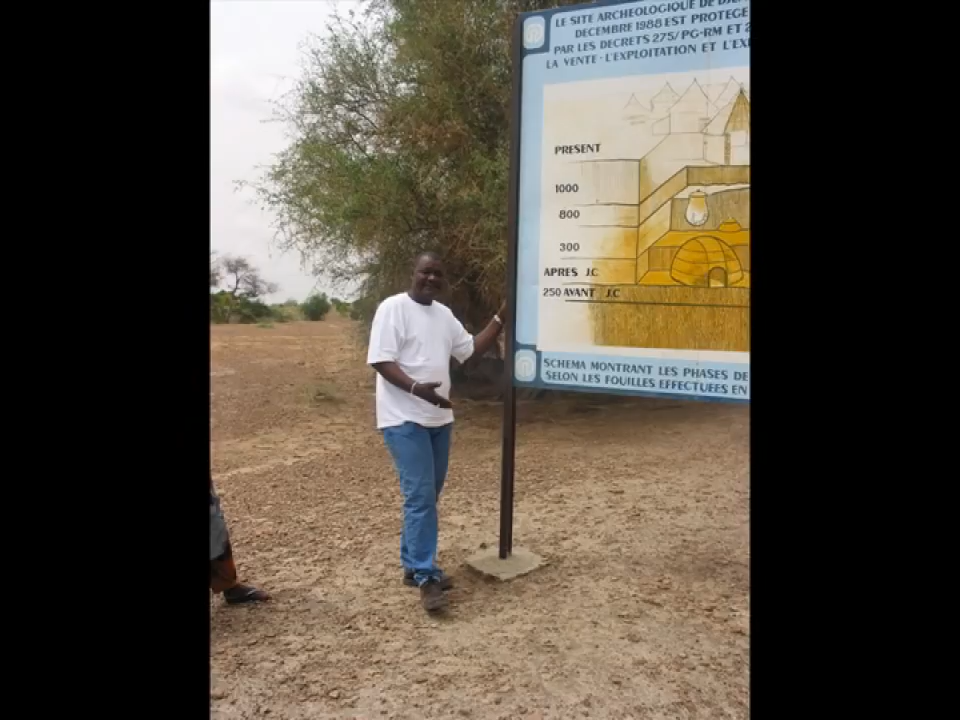 LE SITE ARCHEOLOGIQUE DE
DECEMBRE 1988 EST PROTEGE
PAR LES DECRETS 275/PG-RM ET 2
LA VENTE - L'EXPLOITATION ET
PRESENT
1000
800
300
APRES J.C
250 AVANT J.C
SCHEMA MONTRANT LES PHASES DE
SELON LES FOUILLES EFFECTUEES EN